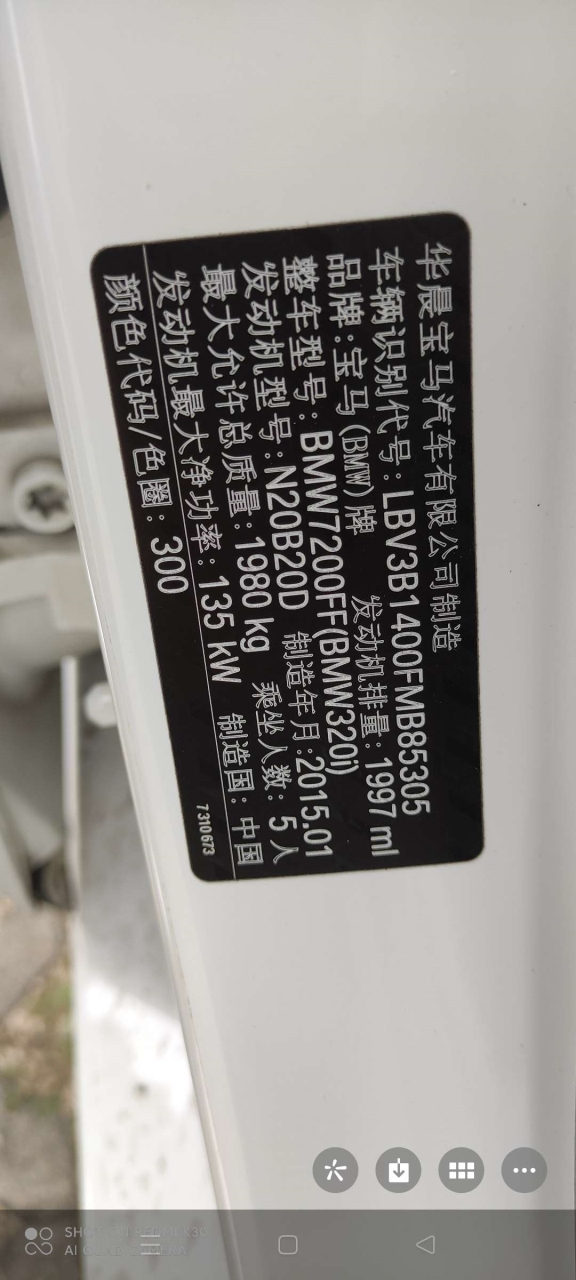 华晨宝马汽车有限公司制造
车辆识别代号:LBV3B1400FMB85305
品牌:宝马(BMW)牌 发动机排量:1997ml
整车型号:BMW7200FF(BMW320i)
发动机型号:N20B20D 制造年月:2015.01
最大允许总质量:1980kg 乘坐人数:5人
发动机最大净功率:135 kW 制造国:中国
颜色代码/色圈:300 7310673